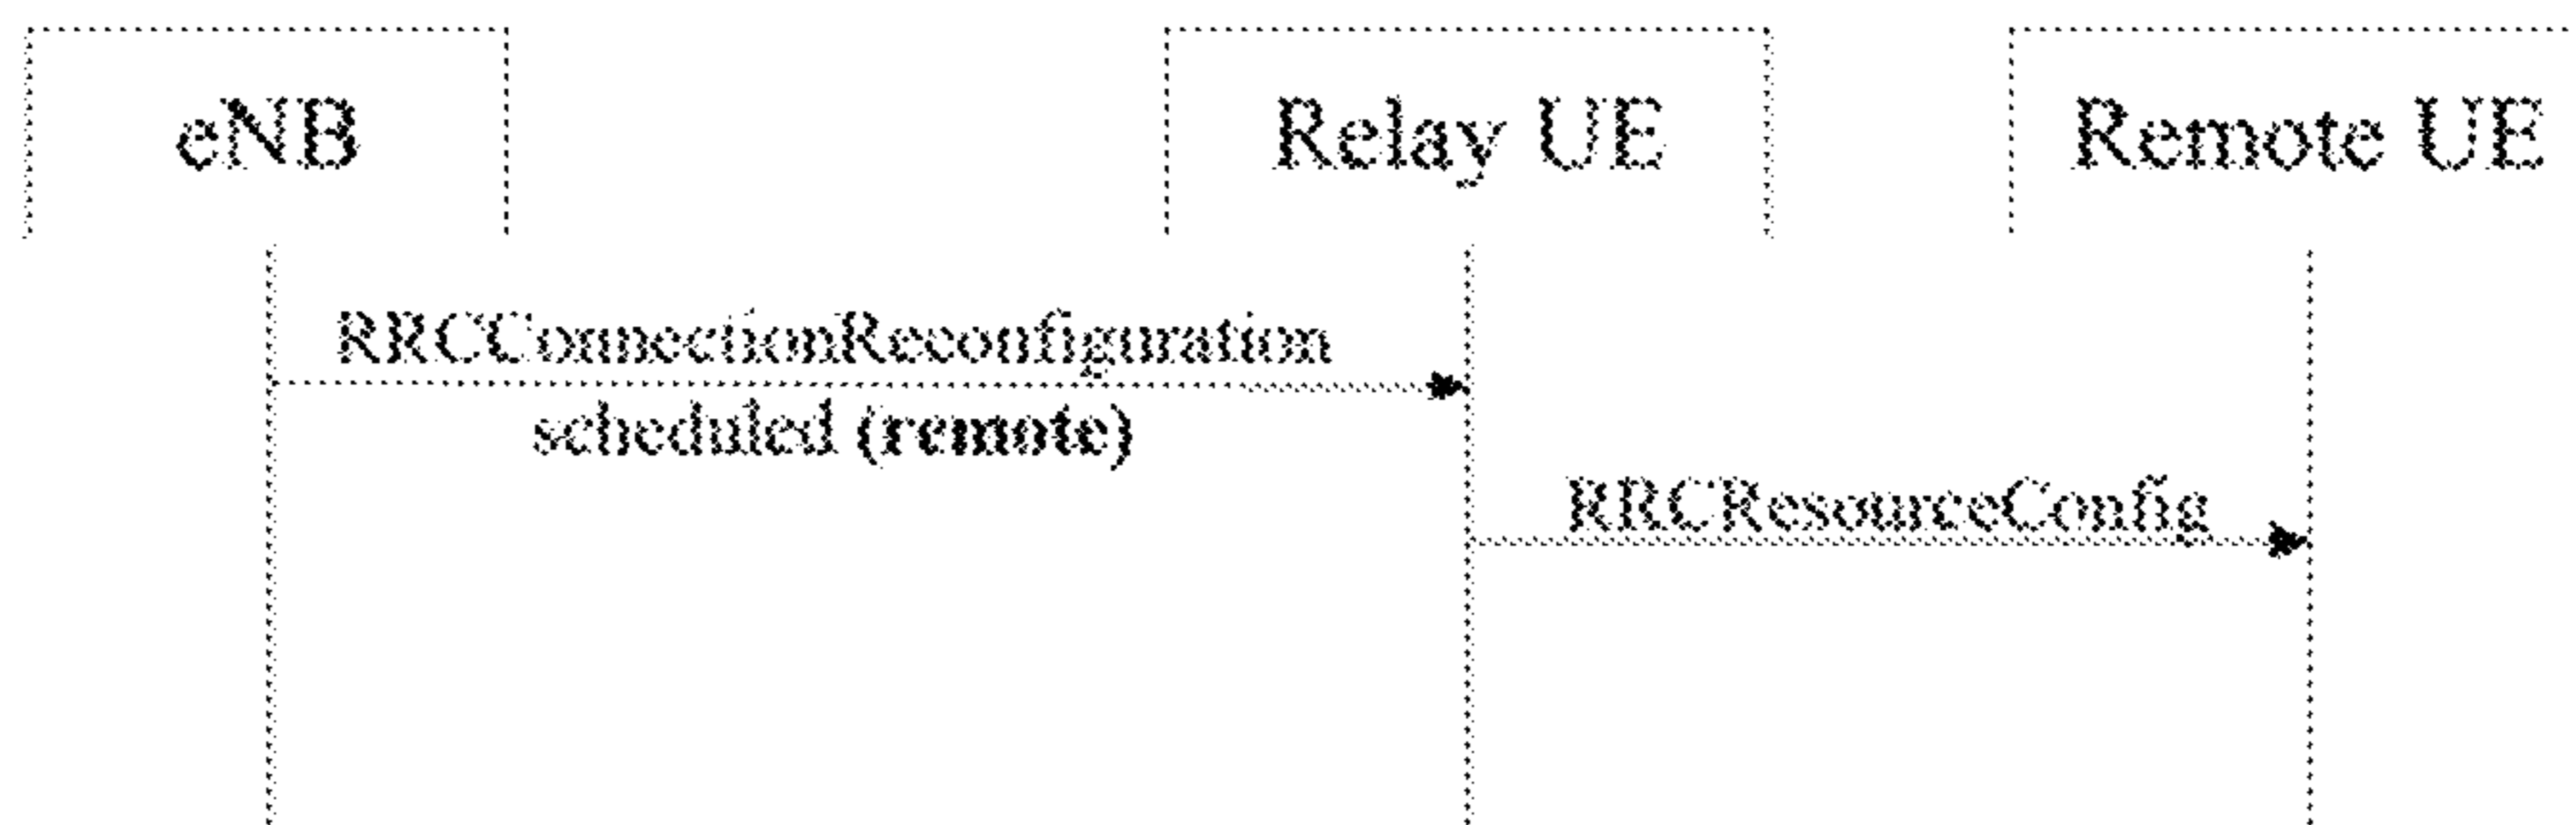 eNB
Relay UE
Remote UE
RRCConnectionReconfiguration
scheduled (remote)
RRCResourceConfig